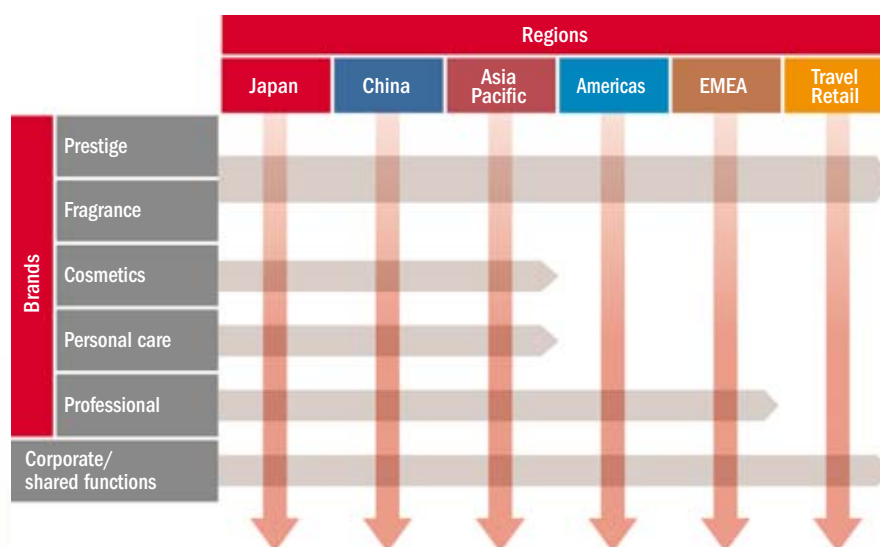 Regions
Japan
China
Asia
Pacific
Americas
EMEA
Travel
Retail
Brands
Prestige
Fragrance
Cosmetics
Personal care
Professional
Corporate/
shared functions